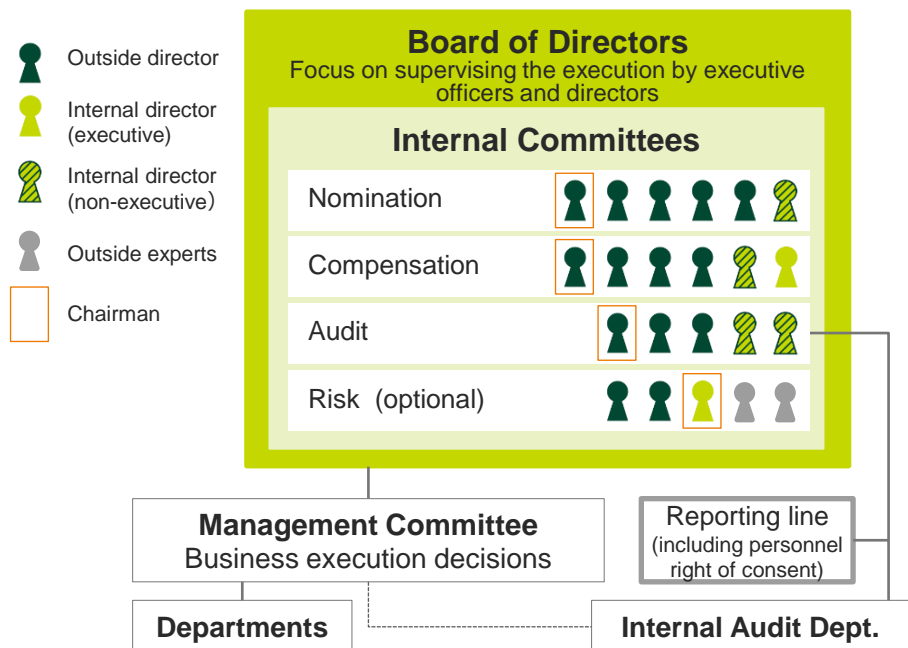 Outside director
Internal director
(executive)
Internal director
(non-executive）
Outside experts
Chairman
Board of Directors
Focus on supervising the execution by executive
officers and directors
Internal Committees
Nomination
Compensation
Audit
Risk (optional)
Management Committee
Business execution decisions
Reporting line
(including personnel
right of consent)
Departments
Internal Audit Dept.